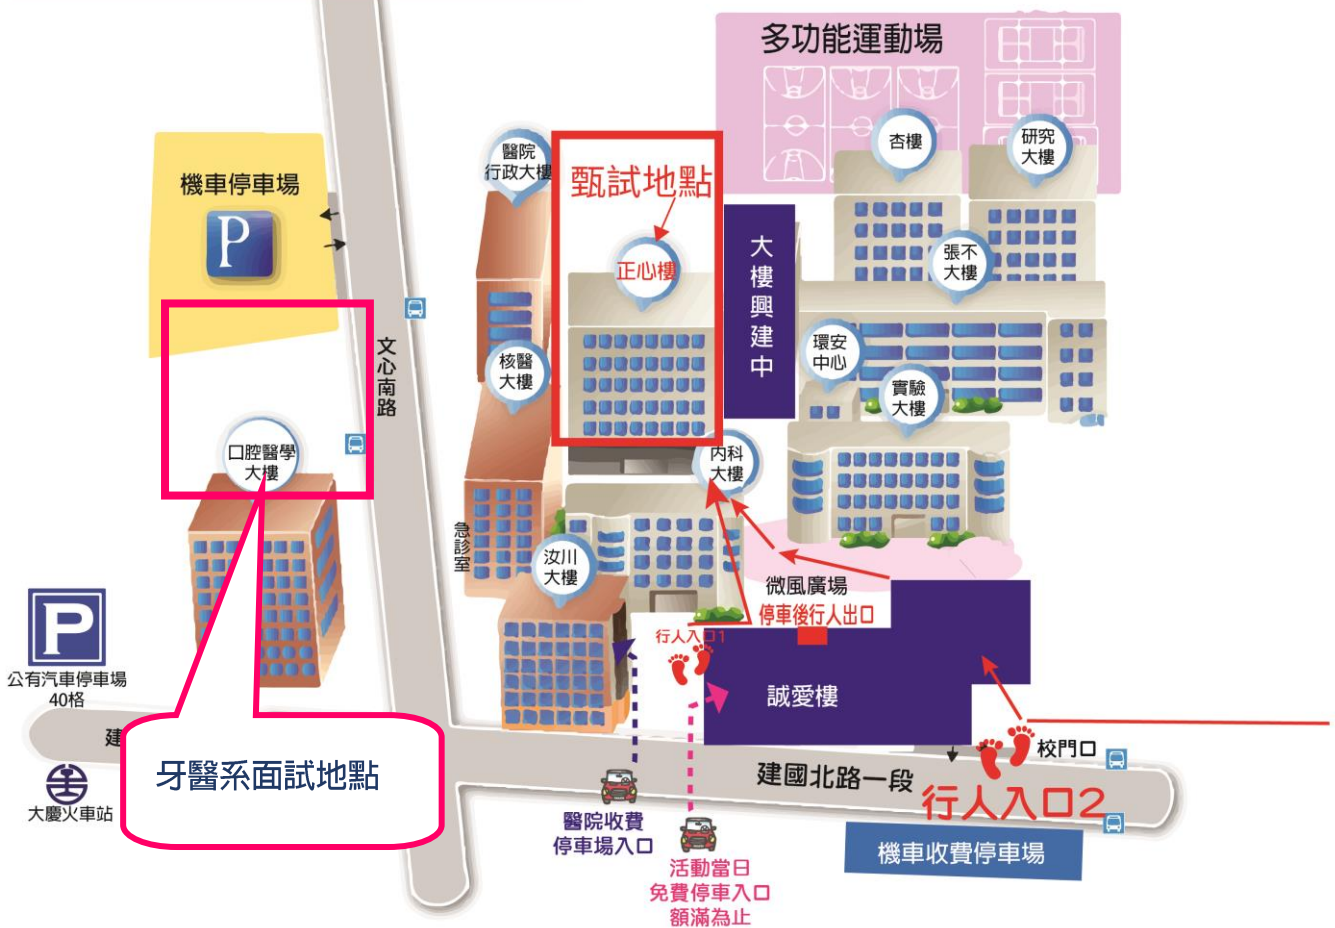 多功能運動場
杏樓
研究
大樓
醫院
行政大樓
甄試地點
機車停車場
P
正心樓
大樓興建中
張不
大樓
文心南路
核醫
大樓
環安
中心
實驗
大樓
口腔醫學
大樓
內科
大樓
急診室
汝川
大樓
微風廣場
停車後行人出口
行人入口1
P
公有汽車停車場
40格
誠愛樓
建
校門口
牙醫系面試地點
建國北路一段
大慶火車站
行人入口2
醫院收費
停車場入口
機車收費停車場
活動當日
免費停車入口
額滿為止